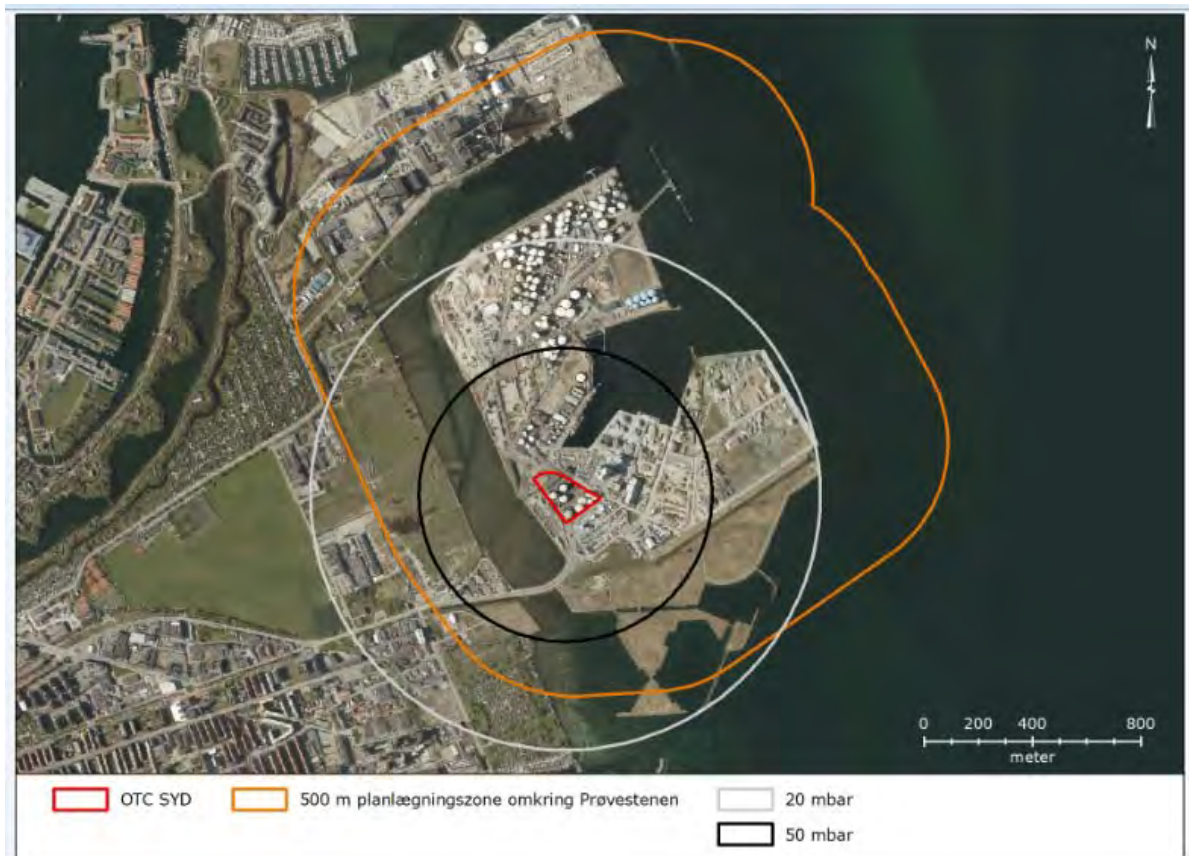 N
0 200 400 800
meter
OTC SYD
500 m planlægningszone omkring Prøvestenen
20 mbar
50 mbar